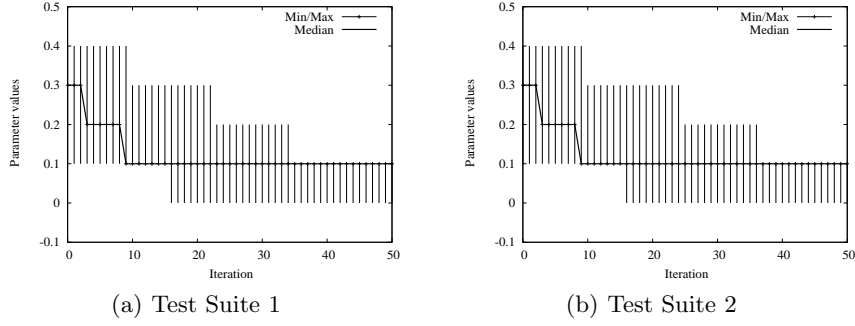 0.5
0.4
0.3
0.2
0.1
0
-0.1
Parameter values
0 10 20 30 40 50
Iteration
Min/Max
Median
(a) Test Suite 1
0.5
0.4
0.3
0.2
0.1
0
-0.1
Parameter values
0 10 20 30 40 50
Iteration
Min/Max
Median
(b) Test Suite 2